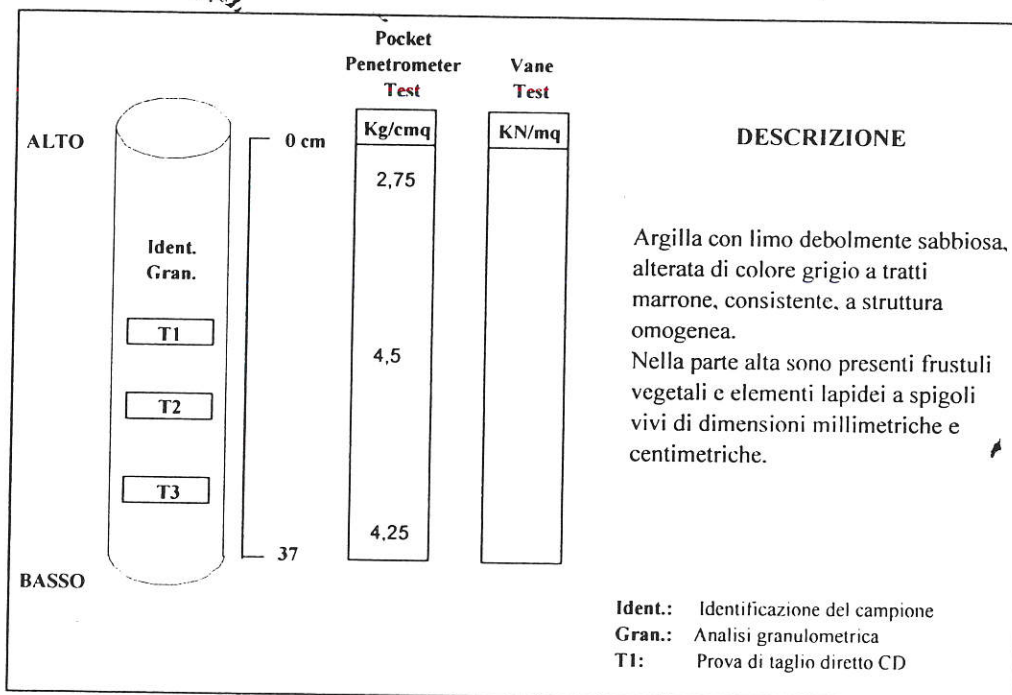 Pocket
Penetrometer
Test
Vane
Test
ALTO
0 cm
Kg/cmq
KN/mq
DESCRIZIONE
2,75
Ident.
Gran.
T1
T2
T3
4,5
4,25
37
BASSO
Argilla con limo debolmente sabbiosa,
alterata di colore grigio a tratti
marrone, consistente, a struttura
omogenea.
Nella parte alta sono presenti frustuli
vegetali e elementi lapidei a spigoli
vivi di dimensioni millimetriche e
centimetriche.
Ident.: Identificazione del campione
Gran.: Analisi granulometrica
T1: Prova di taglio diretto CD